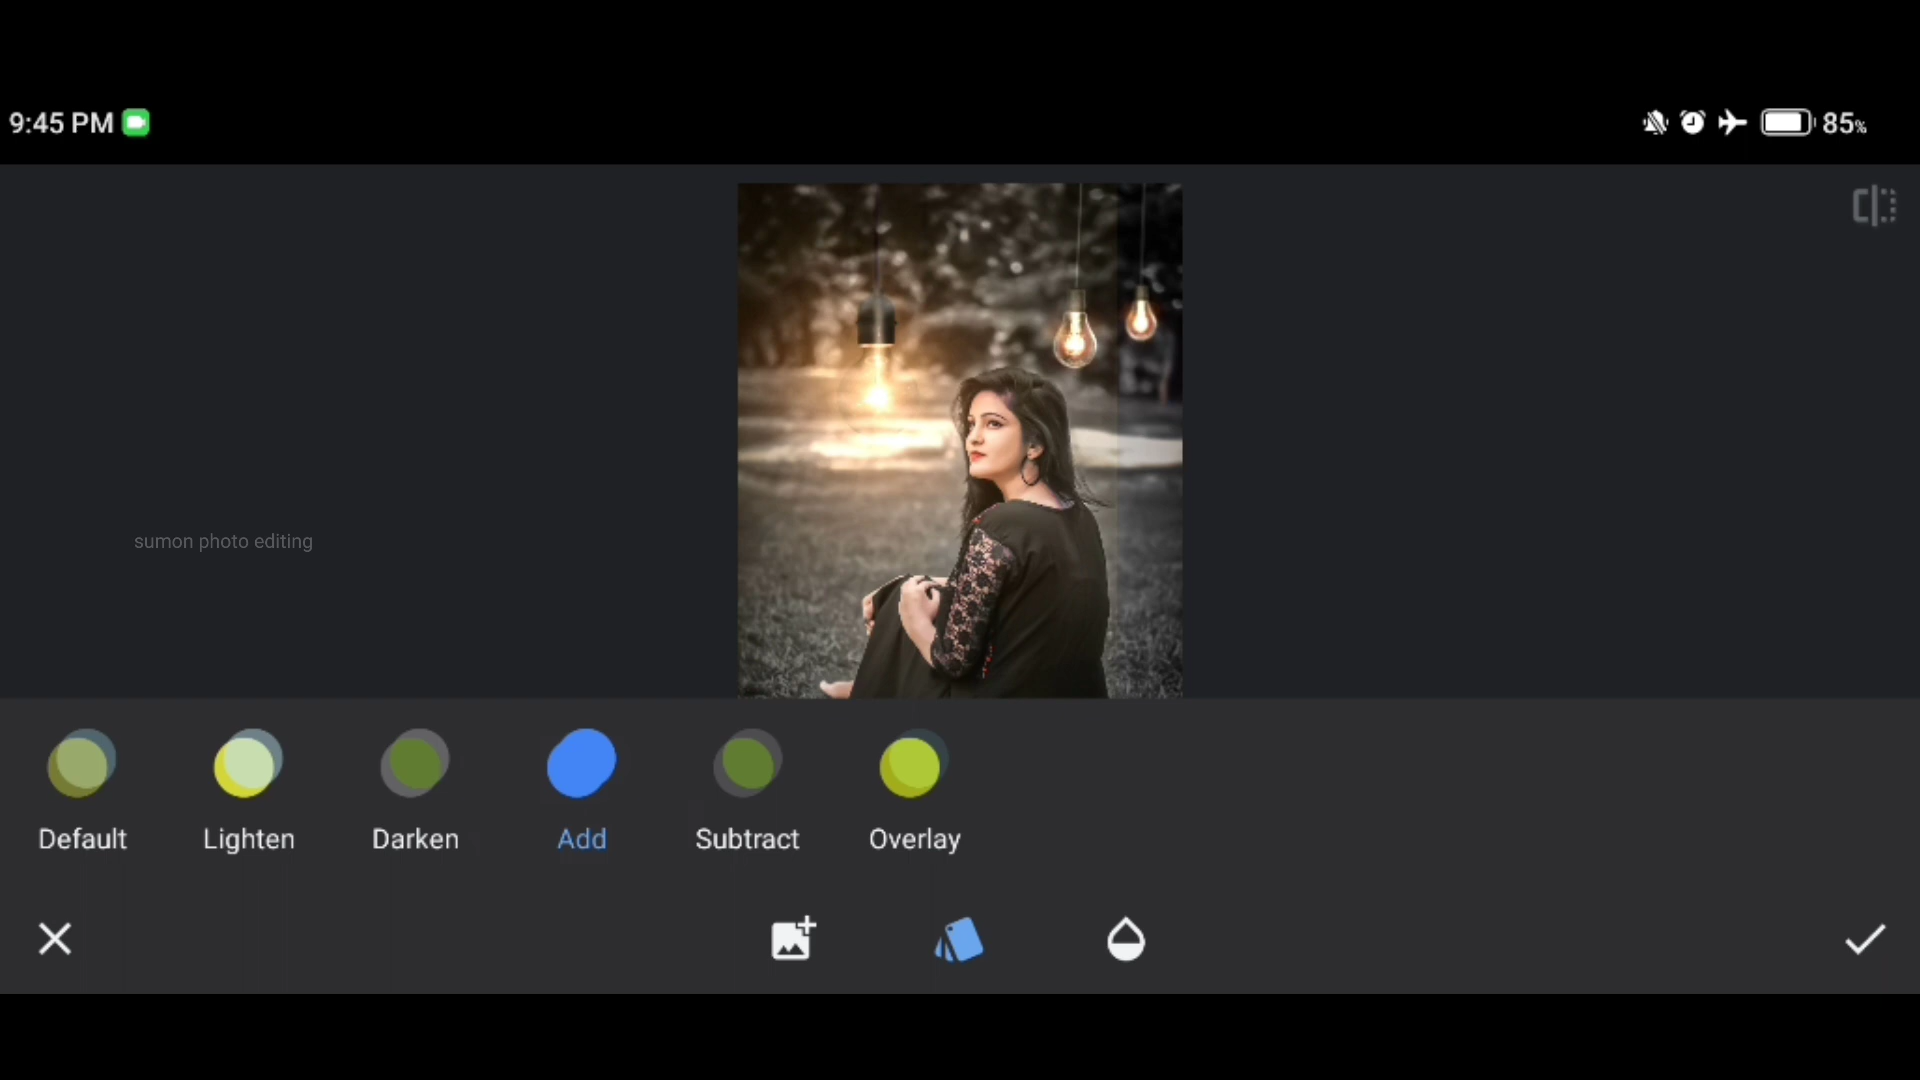 9:45 PM
85%
sumon photo editing
Default
Lighten
Darken
Add
Subtract
Overlay